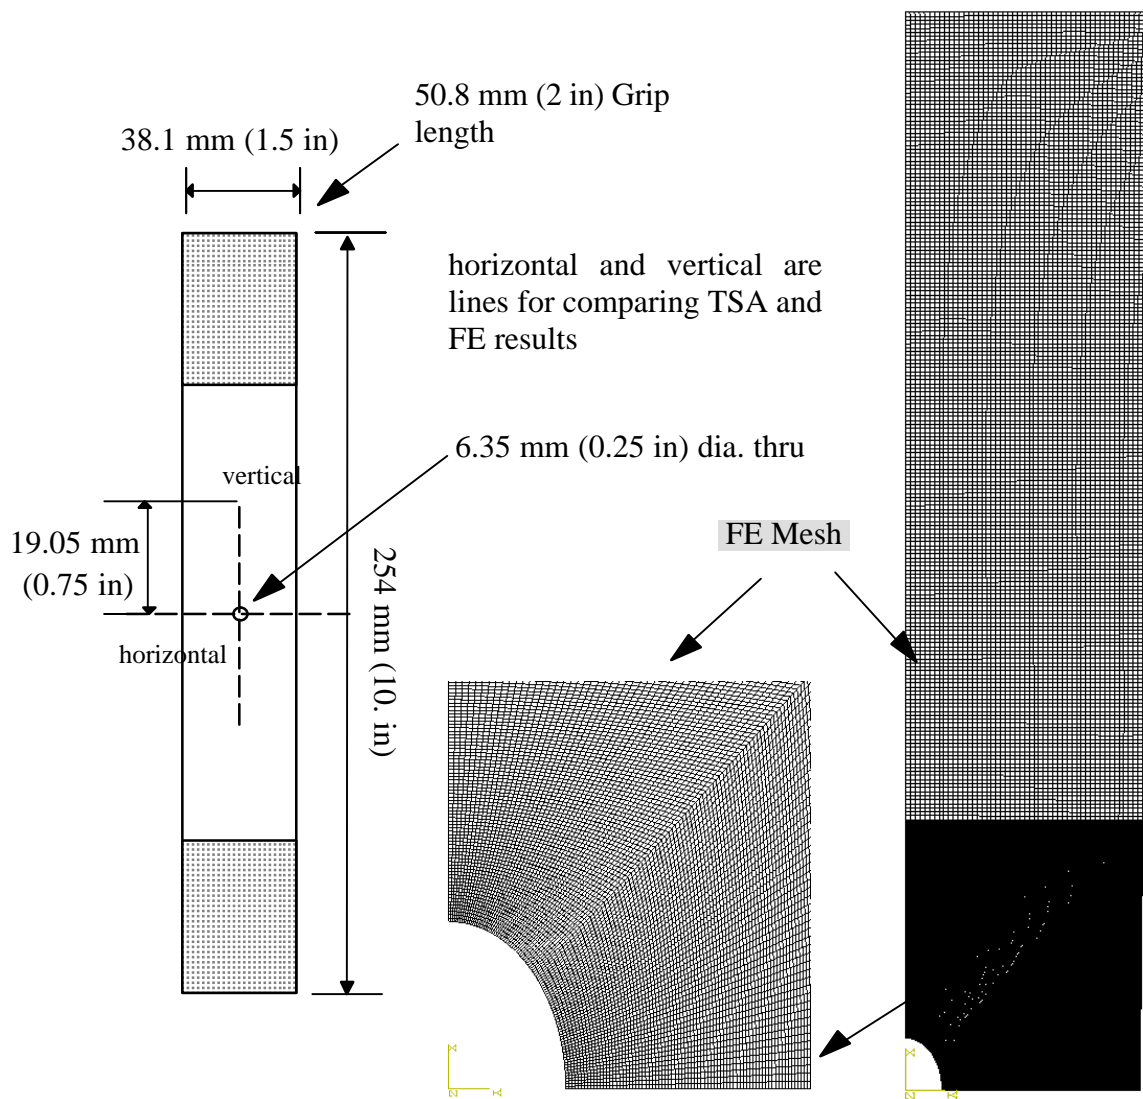 50.8 mm (2 in) Grip
length
38.1 mm (1.5 in)
horizontal and vertical are
lines for comparing TSA and
FE results
6.35 mm (0.25 in) dia. thru
vertical
19.05 mm
(0.75 in)
254 mm (10. in)
FE Mesh
horizontal